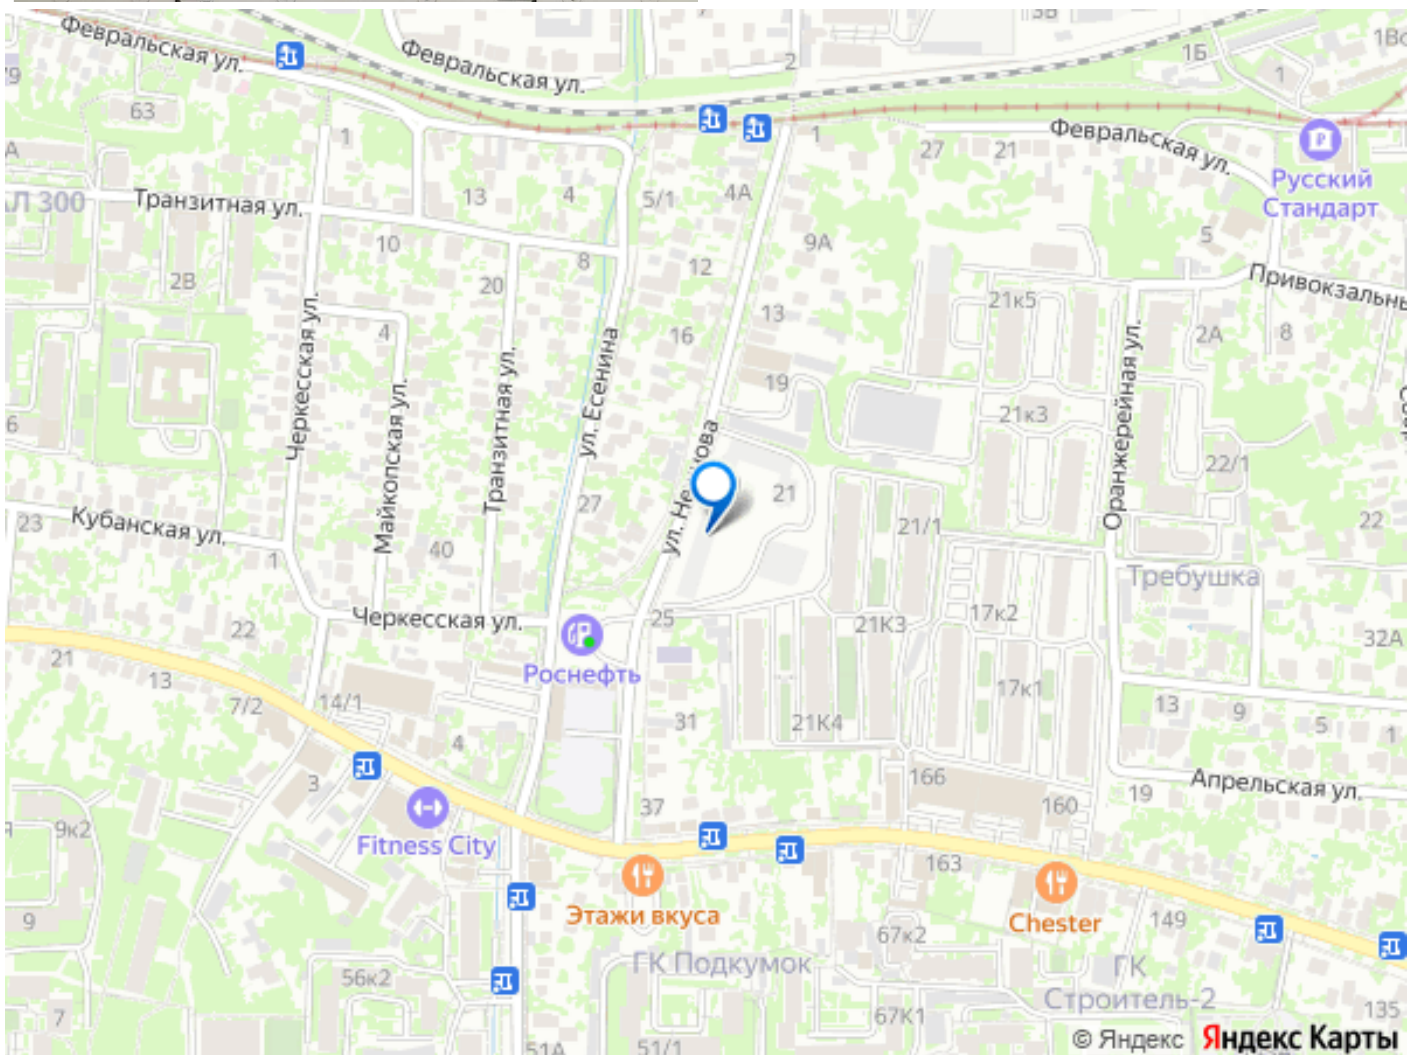 Февральская ул.
Февральская ул.
2
3Б
1Б
1Вс
1
79
63
1
1
27
21
Февральская ул.
Русский
Стандарт
А
Л 300
Транзитная ул.
13
4
5/1
4А
9А
5
10
8
12
2В
20
21к5
Привокзальны
4
16
13
2А
8
Черкесская ул.
Майкопская ул.
Транзитная ул.
ул. Есенина
19
21к3
Оранжерейная ул.
6
22/1
27
21
21/1
22
23
Кубанская ул.
40
1
Требушка
Черкесская ул.
25
21К3
17к2
22
32А
21
13
Роснефть
7/2
14/1
31
21К4
17к1
13
9
5
1
4
3
37
166
160
19
Апрельская ул.
9к2
Fitness City
163
Этажи вкуса
Chester
149
9
67к2
ГК Подкумок
ГК
Строитель-2
56к2
7
67К1
135
51А
51/1
© Яндекс Яндекс Карты